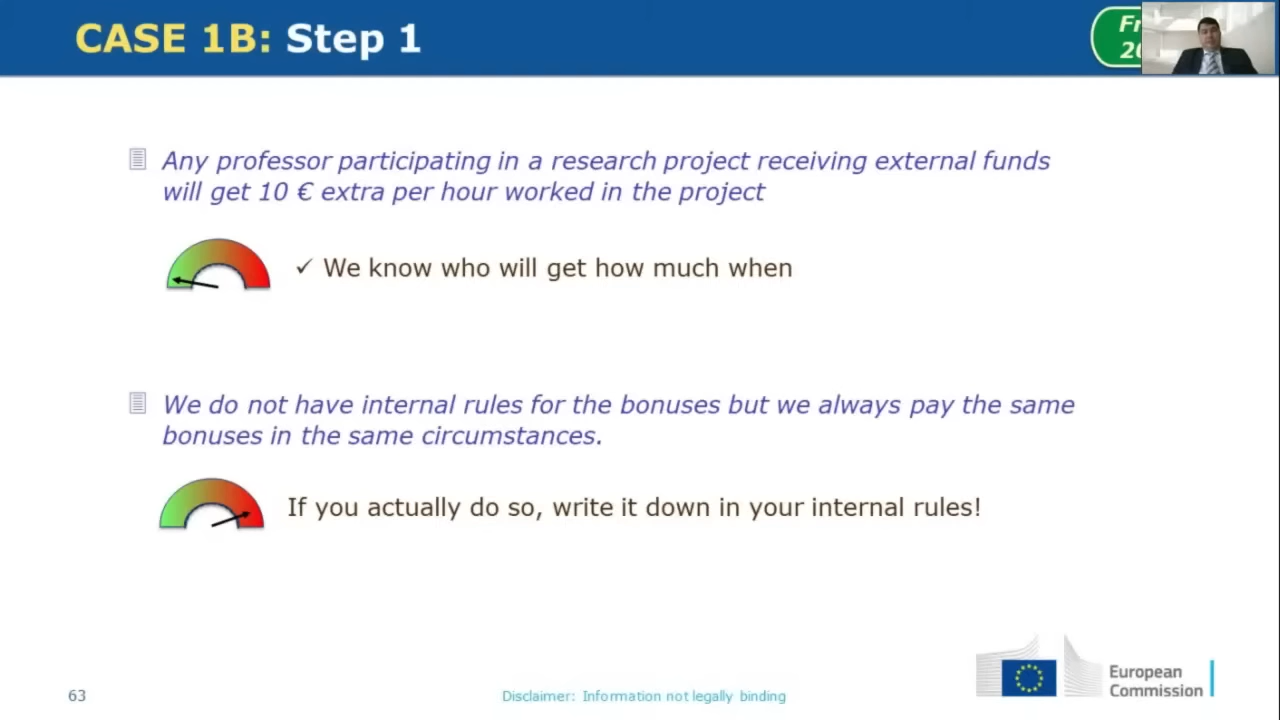 CASE 1B: Step 1
Any professor participating in a research project receiving external funds
will get 10 € extra per hour worked in the project
✓ We know who will get how much when
We do not have internal rules for the bonuses but we always pay the same
bonuses in the same circumstances.
If you actually do so, write it down in your internal rules!
63
Disclaimer: Information not legally binding
European
Commission